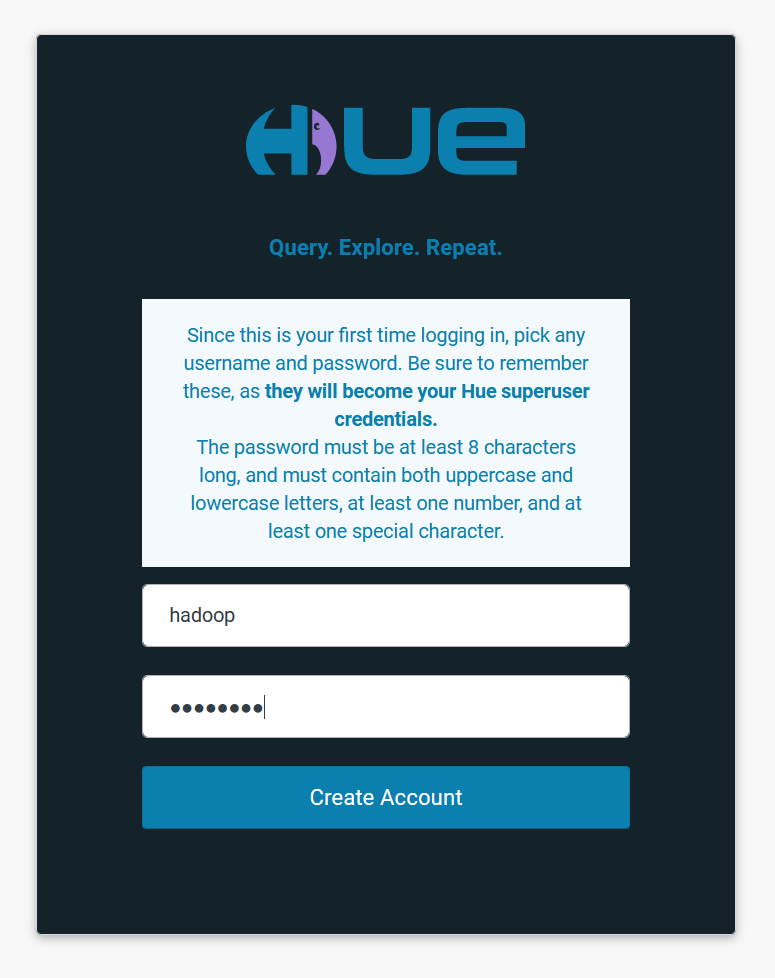 HUE
Query. Explore. Repeat.
Since this is your first time logging in, pick any
username and password. Be sure to remember
these, as they will become your Hue superuser
credentials.
The password must be at least 8 characters
long, and must contain both uppercase and
lowercase letters, at least one number, and at
least one special character.
hadoop
●●●●●●●●
Create Account